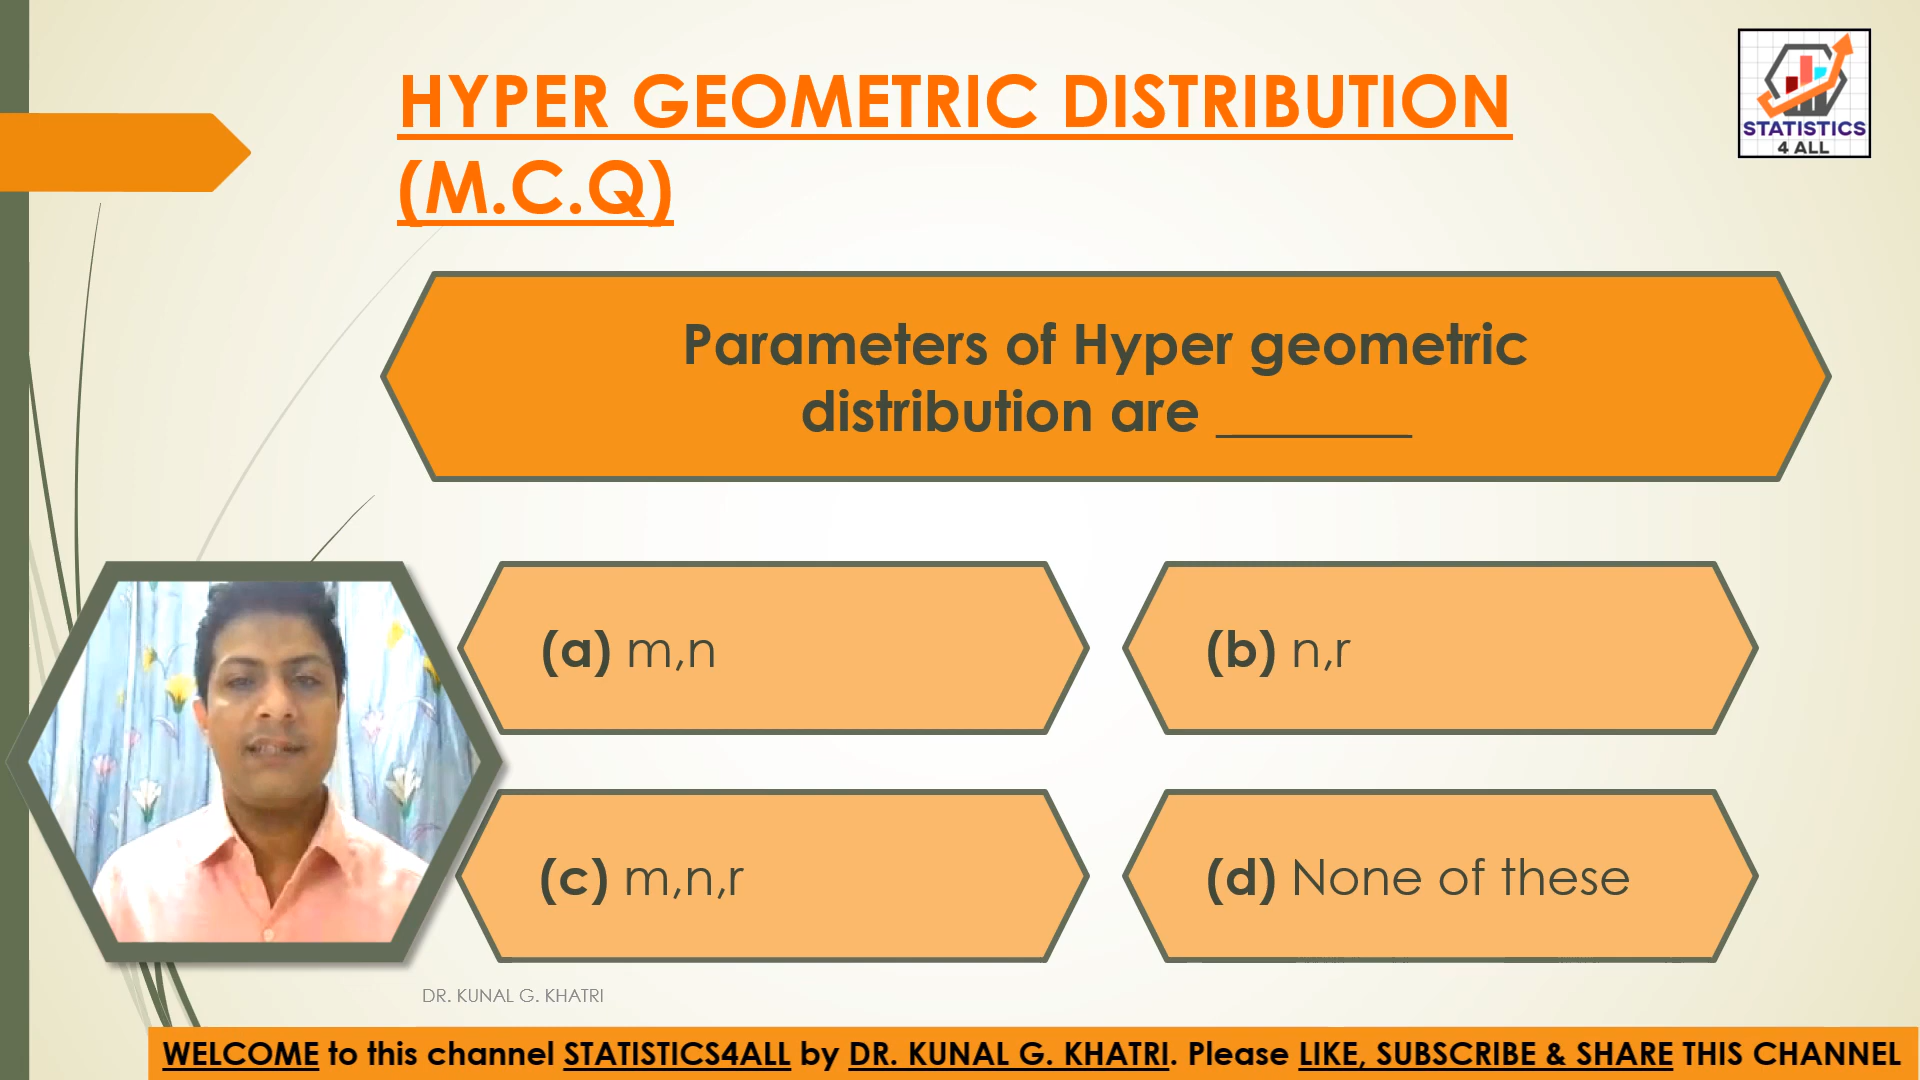 HYPER GEOMETRIC DISTRIBUTION
(M.C.Q)
STATISTICS
4 ALL
Parameters of Hyper geometric
distribution are _______
(a) m,n
(b) n,r
(c) m,n,r
(d) None of these
DR. KUNAL G. KHATRI
WELCOME to this channel STATISTICS4ALL by DR. KUNAL G. KHATRI. Please LIKE, SUBSCRIBE & SHARE THIS CHANNEL